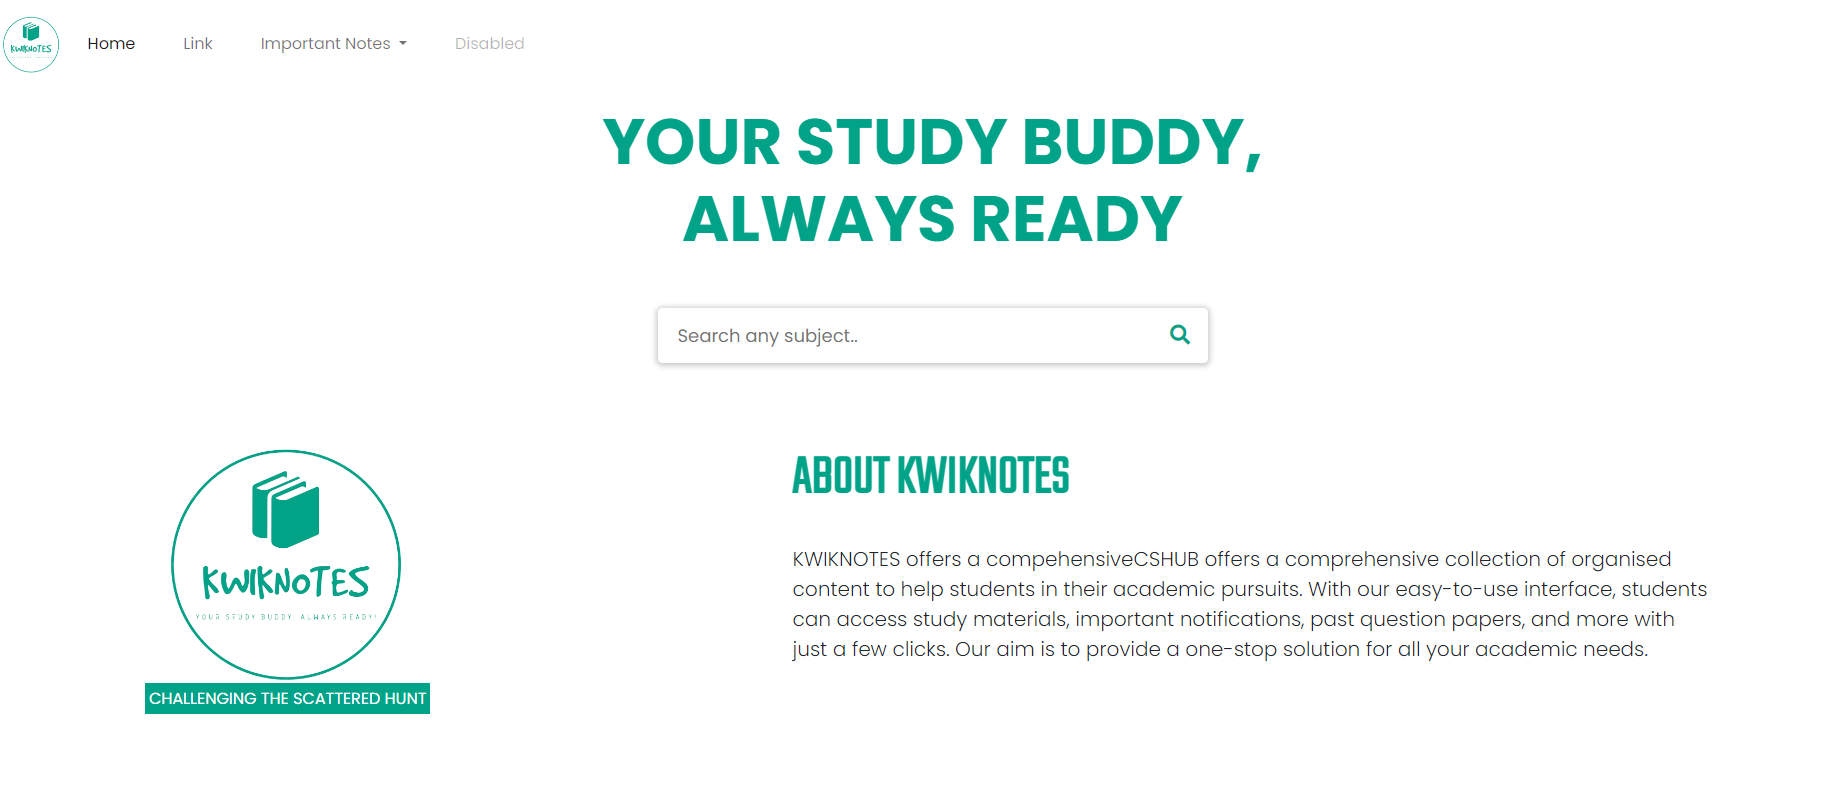 KWIKNOTES
Home
Link
Important Notes
Disabled
YOUR STUDY BUDDY,
ALWAYS READY
Search any subject..
KWIKNOTES
YOUR STUDY BUDDY ALWAYS READY!
CHALLENGING THE SCATTERED HUNT
ABOUT KWIKNOTES
KWIKNOTES offers a compehensiveCSHUB offers a comprehensive collection of organised
content to help students in their academic pursuits. With our easy-to-use interface, students
can access study materials, important notifications, past question papers, and more with
just a few clicks. Our aim is to provide a one-stop solution for all your academic needs.